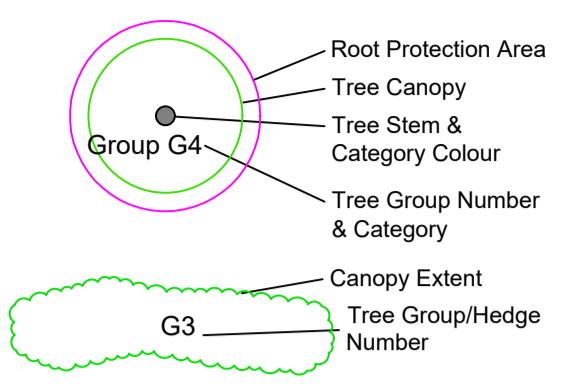 Root Protection Area
Tree Canopy
Tree Stem &
Category Colour
Group G4
Tree Group Number
& Category
Canopy Extent
G3
Tree Group/Hedge
Number